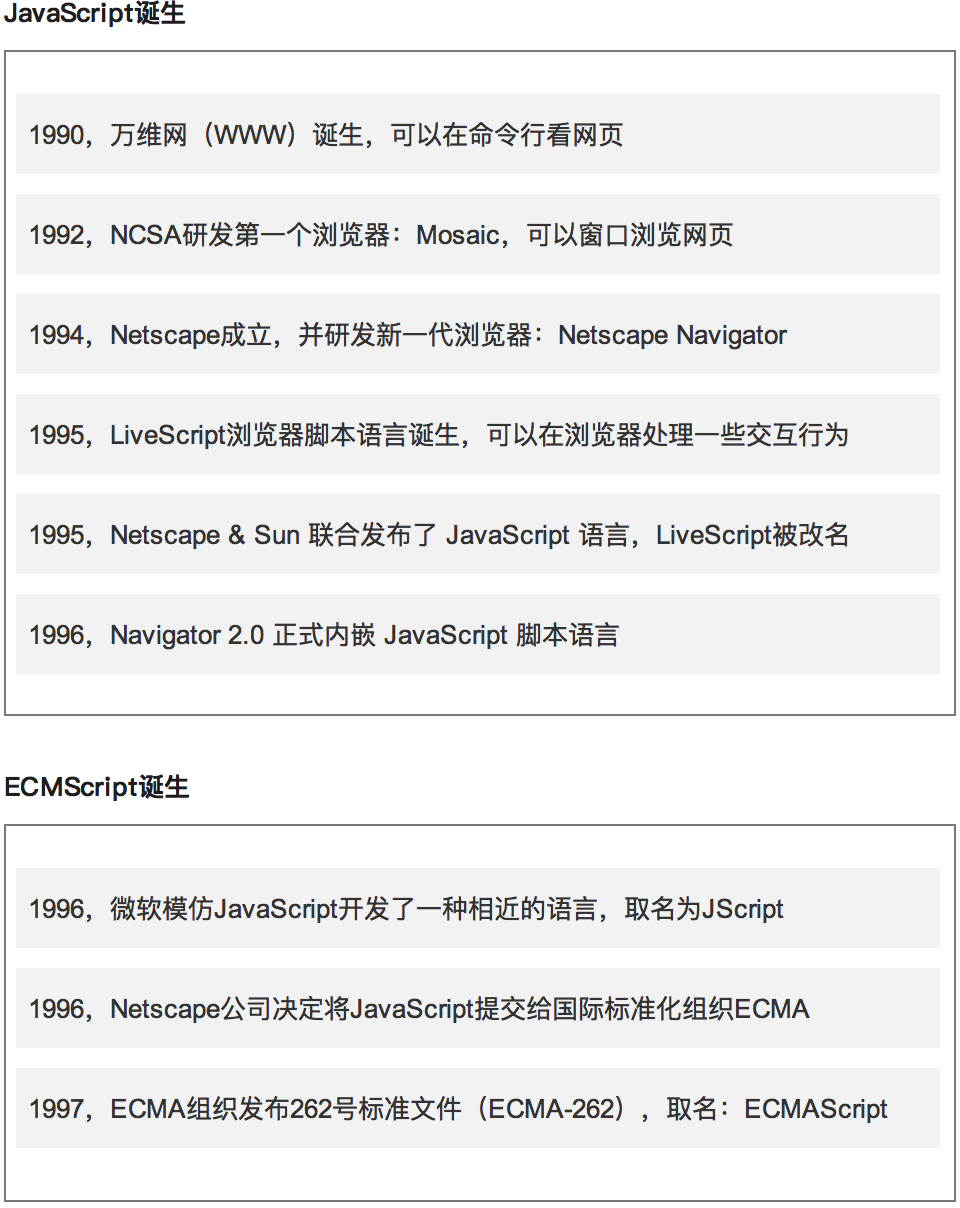 JavaScript诞生
1990，万维网（WWW）诞生，可以在命令行看网页
1992，NCSA研发第一个浏览器：Mosaic，可以窗口浏览网页
1994，Netscape成立，并研发新一代浏览器：Netscape Navigator
1995，LiveScript浏览器脚本语言诞生，可以在浏览器处理一些交互行为
1995，Netscape & Sun 联合发布了 JavaScript 语言，LiveScript被改名
1996，Navigator 2.0 正式内嵌 JavaScript 脚本语言
ECMScript诞生
1996，微软模仿JavaScript开发了一种相近的语言，取名为JScript
1996，Netscape公司决定将JavaScript提交给国际标准化组织ECMA
1997，ECMA组织发布262号标准文件（ECMA-262），取名：ECMAScript